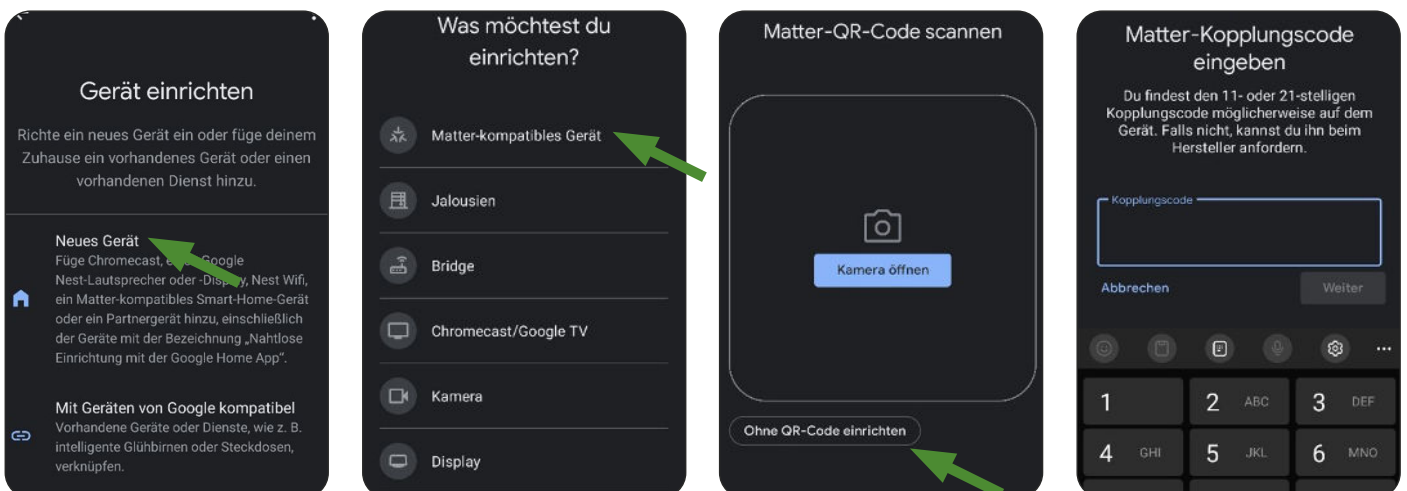 Gerät einrichten
Richte ein neues Gerät ein oder füge deinem
Zuhause ein vorhandenes Gerät oder einen
vorhandenen Dienst hinzu.
Neues Gerät
Füge Chromecast, Google
Nest-Lautsprecher oder -Display, Nest Wifi,
ein Matter-kompatibles Smart-Home-Gerät
oder ein Partnergerät hinzu, einschließlich
der Geräte mit der Bezeichnung „Nahtlose
Einrichtung mit der Google Home App“.
Mit Geräten von Google kompatibel
Vorhandene Geräte oder Dienste, wie z. B.
intelligente Glühbirnen oder Steckdosen,
verknüpfen.
Was möchtest du
einrichten?
Matter-kompatibles Gerät
Jalousien
Bridge
Chromecast/Google TV
Kamera
Display
Matter-QR-Code scannen
Kamera öffnen
Ohne QR-Code einrichten
Matter-Kopplungscode
eingeben
Du findest den 11- oder 21-stelligen
Kopplungscode möglicherweise auf dem
Gerät. Falls nicht, kannst du ihn beim
Hersteller anfordern.
Kopplungscode
Abbrechen
Weiter
1
2 ABC
3 DEF
4 GHI
5 JKL
6 MNO